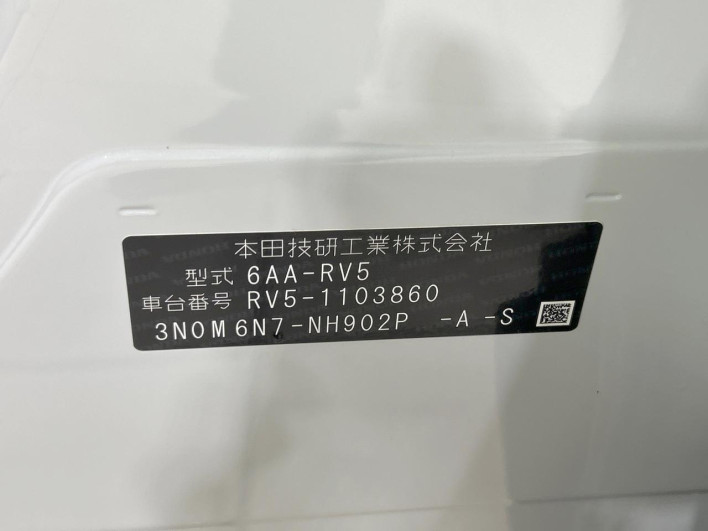 本田技研工業株式会社
型式 6AA-RV5
車台番号 RV5-1103860
3N0M6N7-NH902P -A -S